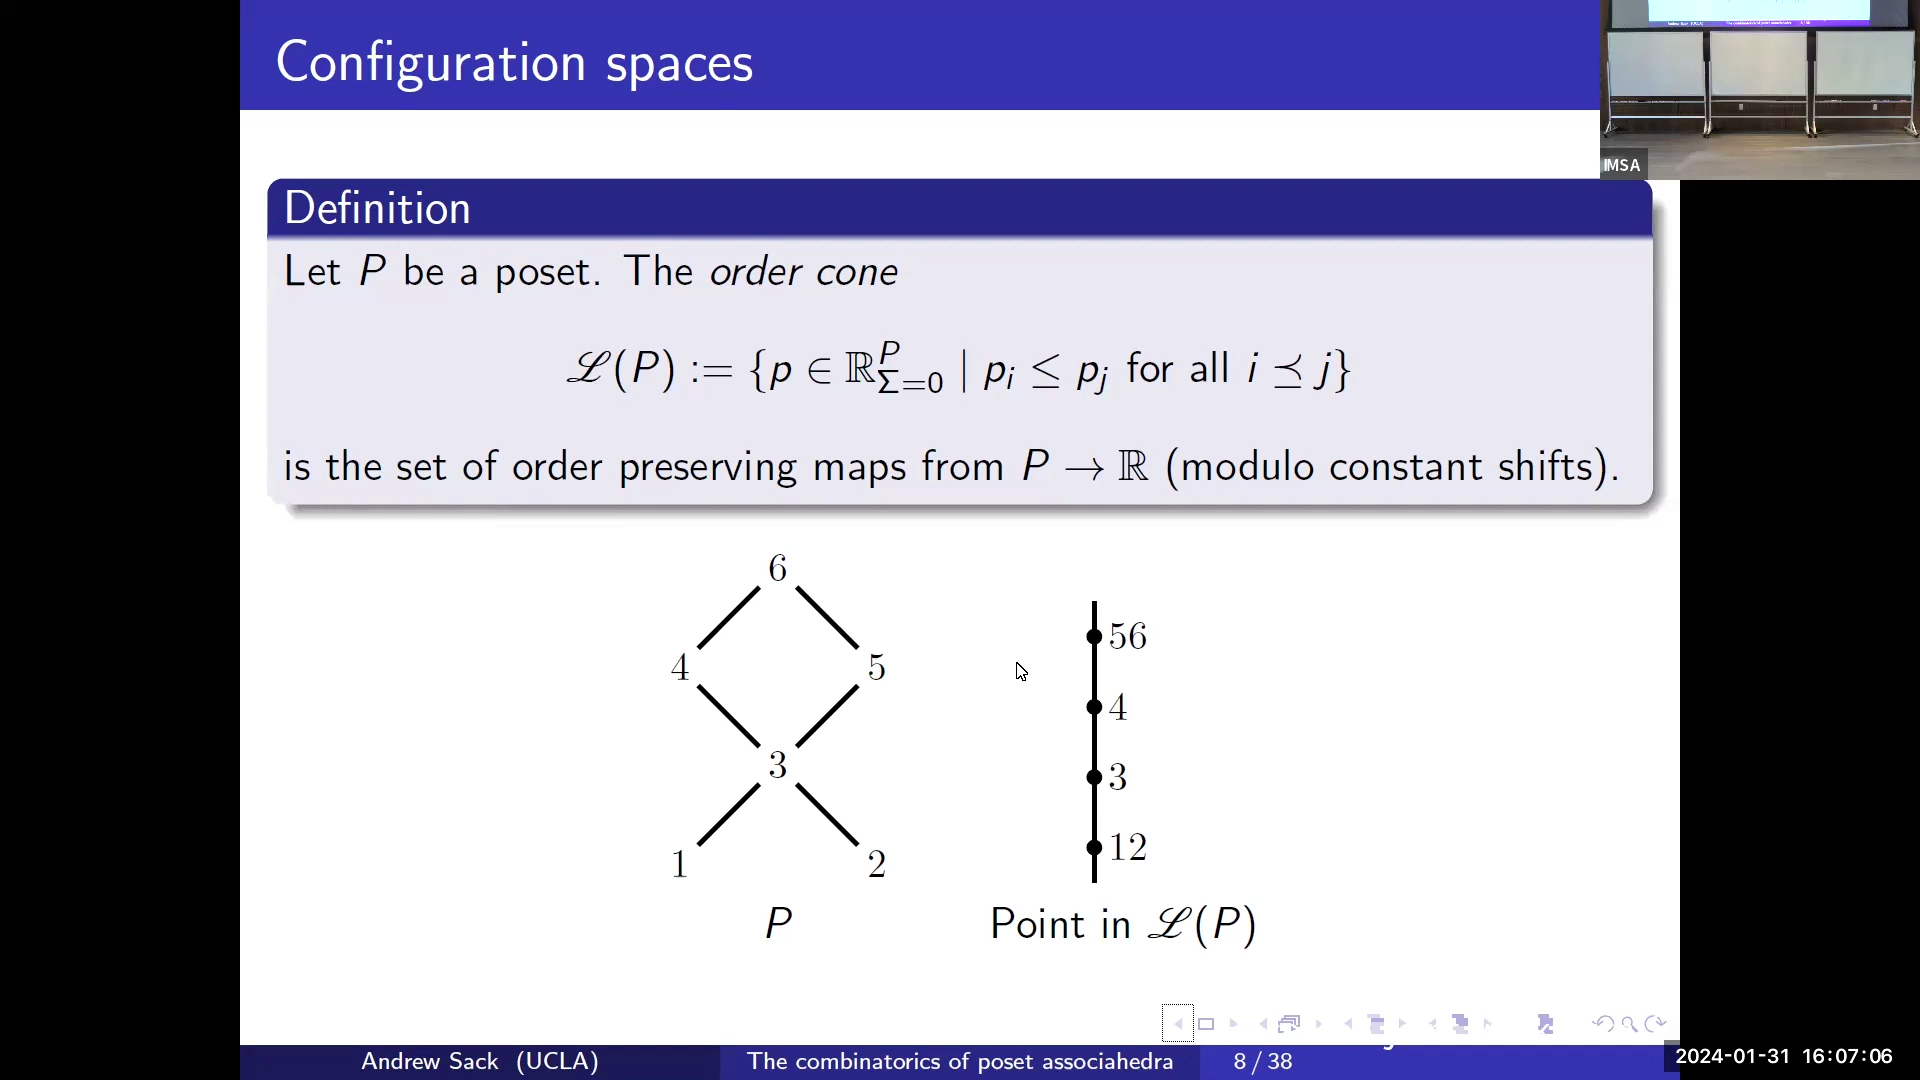 Configuration spaces
IMSA
Definition
Let P be a poset. The order cone
ℒ(P) := {p ∈ ℝ^P_{Σ=0} | p_i ≤ p_j for all i ⪯ j}
is the set of order preserving maps from P → ℝ (modulo constant shifts).
6
4 5
3
1 2
P
56
4
3
12
Point in ℒ(P)
Andrew Sack (UCLA) The combinatorics of poset associahedra 8 / 38
2024-01-31 16:07:06